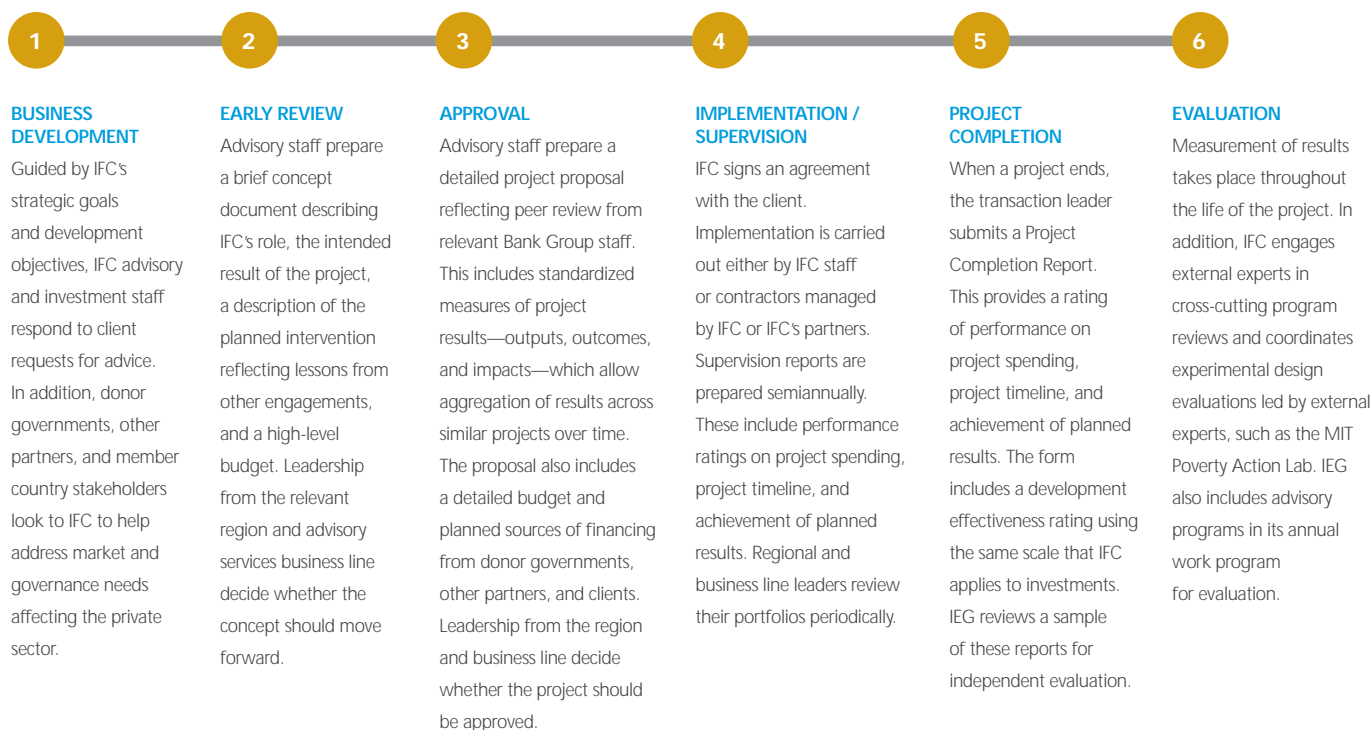 1
2
3
4
5
6
BUSINESS
DEVELOPMENT
Guided by IFC's
strategic goals
and development
objectives, IFC advisory
and investment staff
respond to client
requests for advice.
In addition, donor
governments, other
partners, and member
country stakeholders
look to IFC to help
address market and
governance needs
affecting the private
sector.
EARLY REVIEW
Advisory staff prepare
a brief concept
document describing
IFC's role, the intended
result of the project,
a description of the
planned intervention
reflecting lessons from
other engagements,
and a high-level
budget. Leadership
from the relevant
region and advisory
services business line
decide whether the
concept should move
forward.
APPROVAL
Advisory staff prepare a
detailed project proposal
reflecting peer review from
relevant Bank Group staff.
This includes standardized
measures of project
results—outputs, outcomes,
and impacts—which allow
aggregation of results across
similar projects over time.
The proposal also includes
a detailed budget and
planned sources of financing
from donor governments,
other partners, and clients.
Leadership from the region
and business line decide
whether the project should
be approved.
IMPLEMENTATION /
SUPERVISION
IFC signs an agreement
with the client.
Implementation is carried
out either by IFC staff
or contractors managed
by IFC or IFC's partners.
Supervision reports are
prepared semiannually.
These include performance
ratings on project spending,
project timeline, and
achievement of planned
results. Regional and
business line leaders review
their portfolios periodically.
PROJECT
COMPLETION
When a project ends,
the transaction leader
submits a Project
Completion Report.
This provides a rating
of performance on
project spending,
project timeline, and
achievement of planned
results. The form
includes a development
effectiveness rating using
the same scale that IFC
applies to investments.
IEG reviews a sample
of these reports for
independent evaluation.
EVALUATION
Measurement of results
takes place throughout
the life of the project. In
addition, IFC engages
external experts in
cross-cutting program
reviews and coordinates
experimental design
evaluations led by external
experts, such as the MIT
Poverty Action Lab. IEG
also includes advisory
programs in its annual
work program
for evaluation.